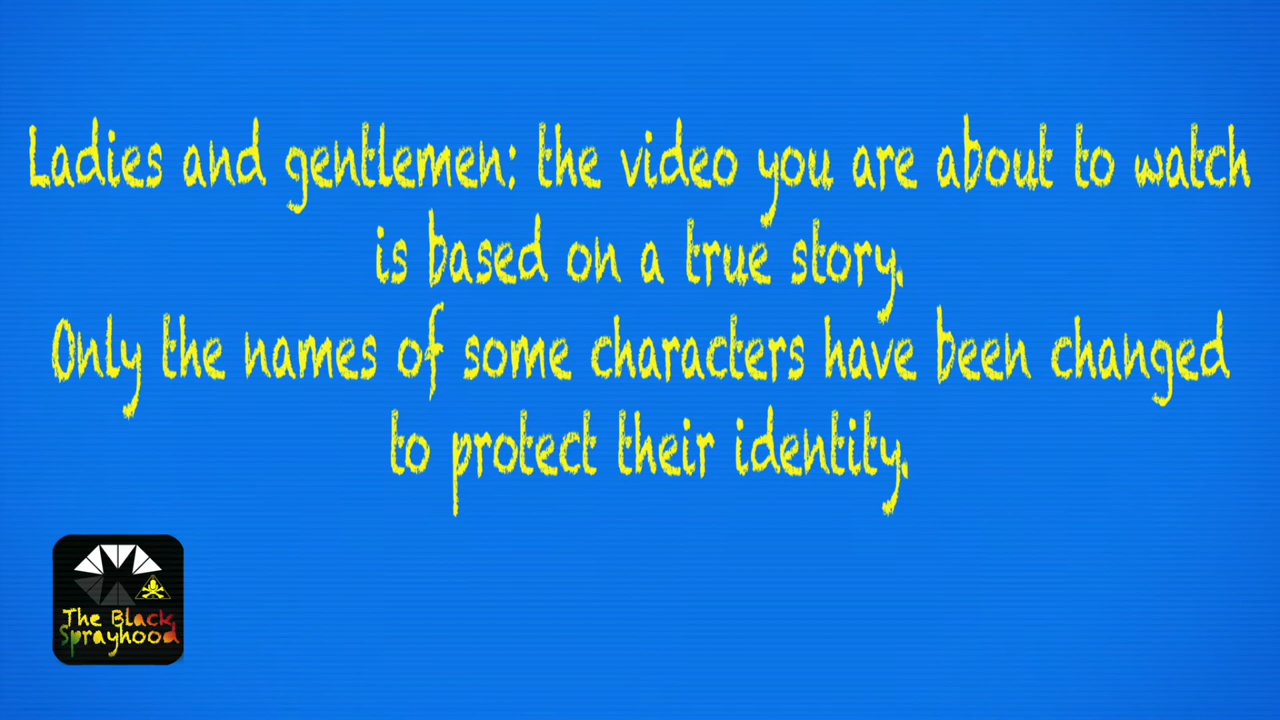 Ladies and gentlemen: the video you are about to watch
is based on a true story.
Only the names of some characters have been changed
to protect their identity.
The Black
Sprayhood